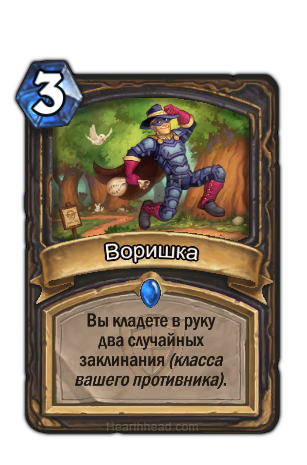 3
Воришка
Вы кладете в руку
два случайных
заклинания (класса
вашего противника).
Hearthhead.com